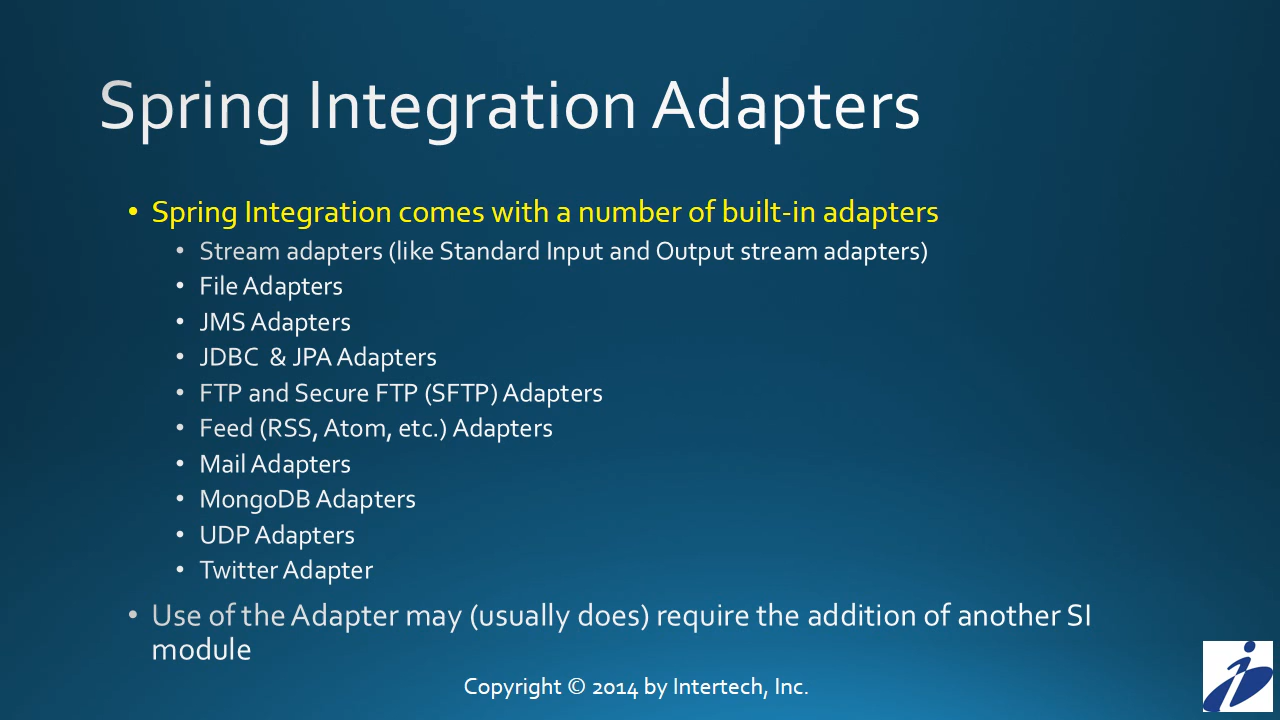 Spring Integration Adapters
• Spring Integration comes with a number of built-in adapters
• Stream adapters (like Standard Input and Output stream adapters)
• File Adapters
• JMS Adapters
• JDBC & JPA Adapters
• FTP and Secure FTP (SFTP) Adapters
• Feed (RSS, Atom, etc.) Adapters
• Mail Adapters
• MongoDB Adapters
• UDP Adapters
• Twitter Adapter
• Use of the Adapter may (usually does) require the addition of another SI
module
Copyright © 2014 by Intertech, Inc.